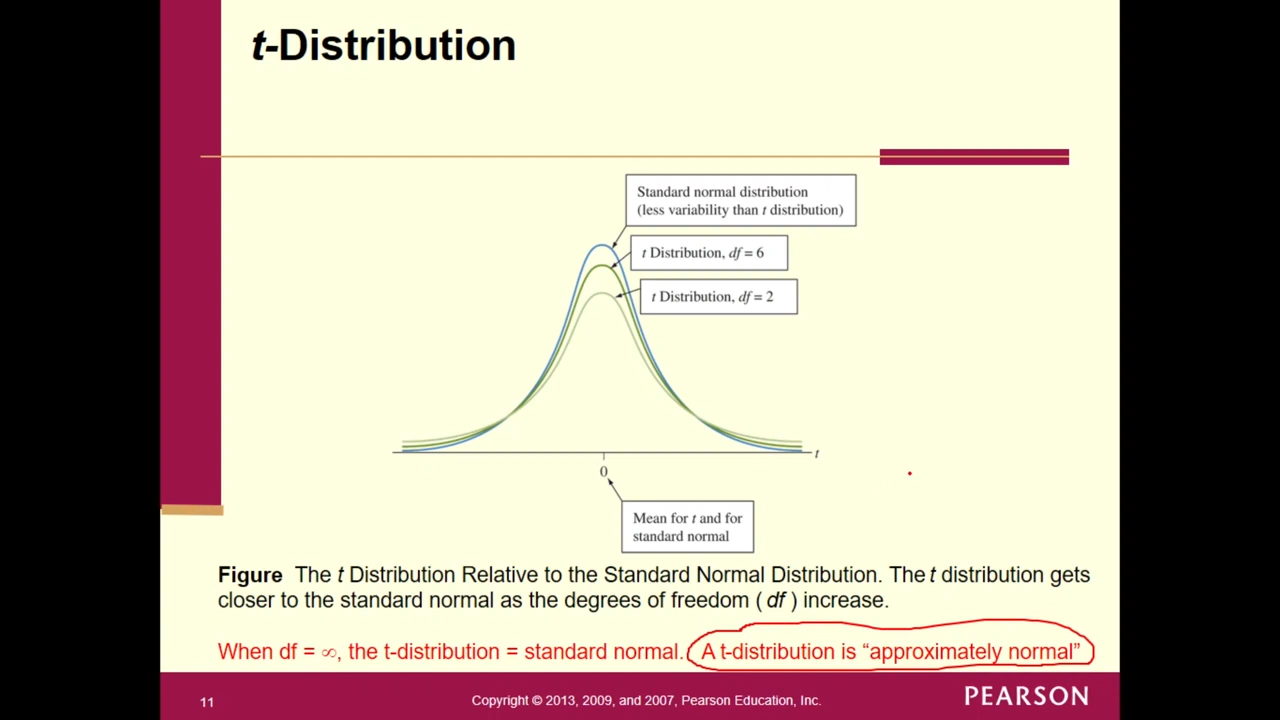 t-Distribution
Standard normal distribution
(less variability than t distribution)
t Distribution, df = 6
t Distribution, df = 2
t
0
Mean for t and for
standard normal
Figure The t Distribution Relative to the Standard Normal Distribution. The t distribution gets
closer to the standard normal as the degrees of freedom ( df ) increase.
When df = ∞, the t-distribution = standard normal. A t-distribution is “approximately normal”
11
Copyright © 2013, 2009, and 2007, Pearson Education, Inc.
PEARSON